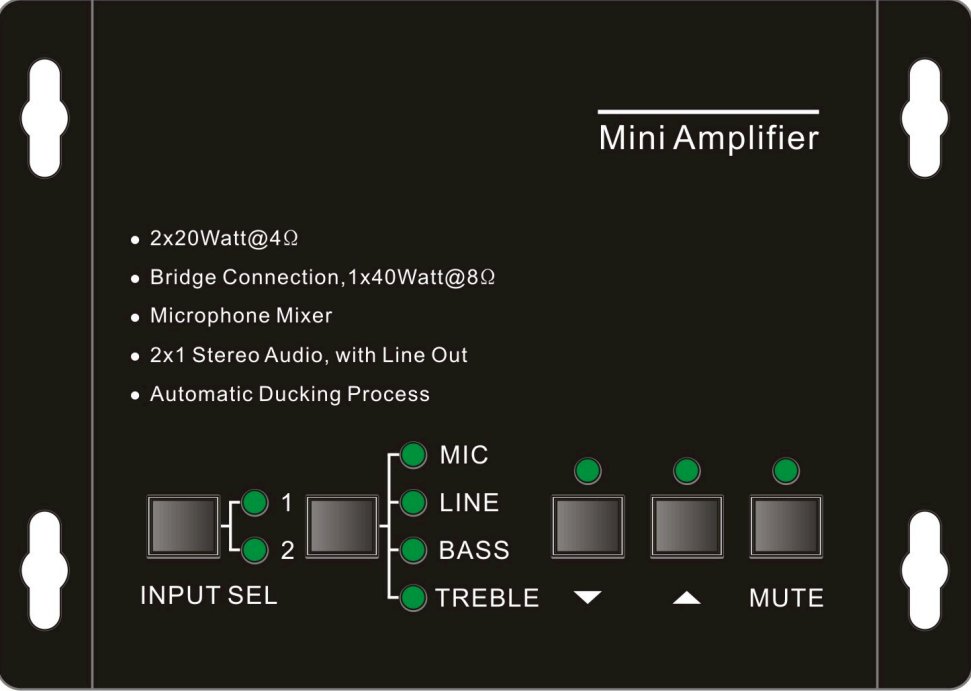 Mini Amplifier
2x20Watt@4Ω
Bridge Connection,1x40Watt@8Ω
Microphone Mixer
2x1 Stereo Audio, with Line Out
Automatic Ducking Process
MIC
1 LINE
2 BASS
INPUT SEL TREBLE MUTE